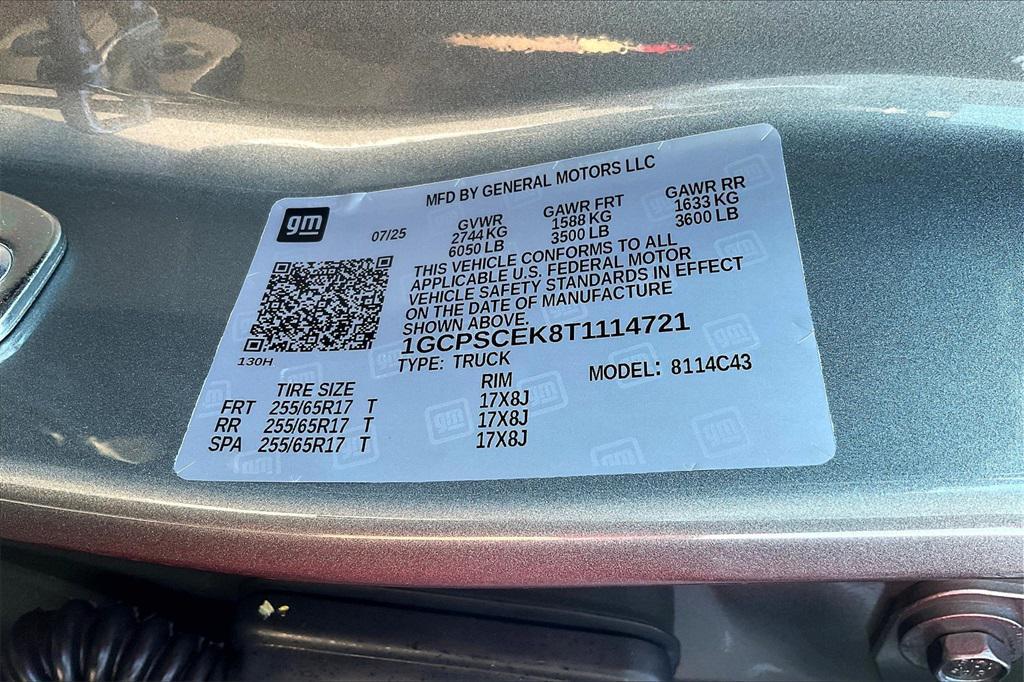 MFD BY GENERAL MOTORS LLC
gm
07/25
GVWR GAWR FRT GAWR RR
2744 KG 1588 KG 1633 KG
6050 LB 3500 LB 3600 LB
THIS VEHICLE CONFORMS TO ALL
APPLICABLE U.S. FEDERAL MOTOR
VEHICLE SAFETY STANDARDS IN EFFECT
ON THE DATE OF MANUFACTURE
SHOWN ABOVE.
1GCPSCEK8T1114721
130H
TYPE: TRUCK MODEL: 8114C43
TIRE SIZE RIM
FRT 255/65R17 T 17X8J
RR 255/65R17 T 17X8J
SPA 255/65R17 T 17X8J